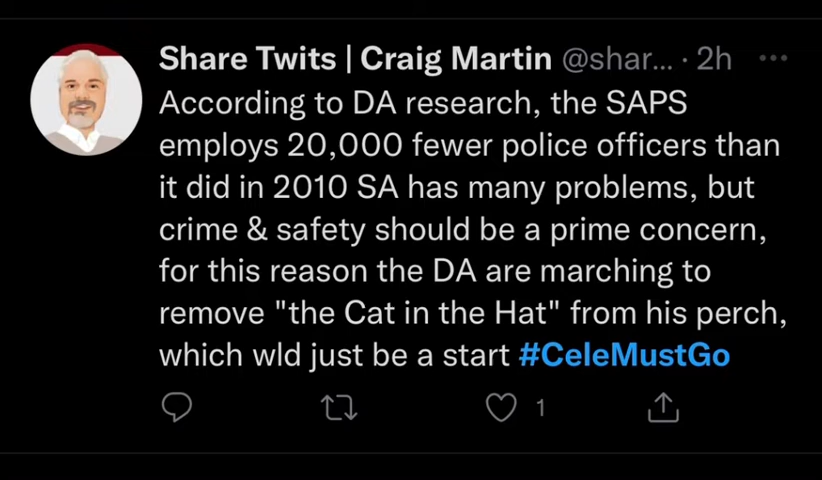 Share Twits | Craig Martin @shar... · 2h
According to DA research, the SAPS
employs 20,000 fewer police officers than
it did in 2010 SA has many problems, but
crime & safety should be a prime concern,
for this reason the DA are marching to
remove "the Cat in the Hat" from his perch,
which wld just be a start #CeleMustGo
1